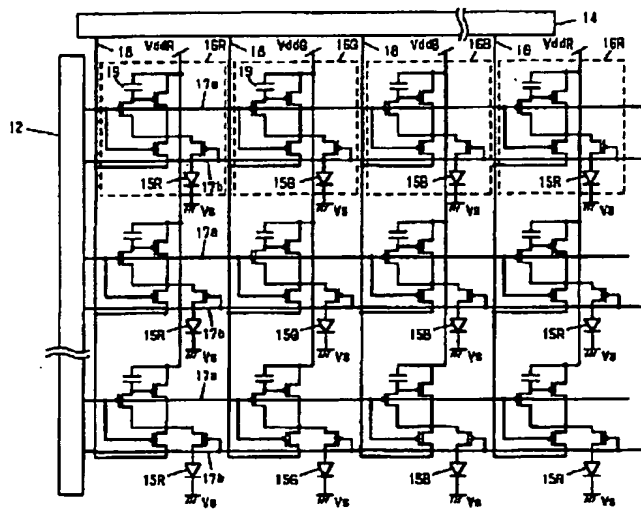 14
18 VddR 16R 18 VddG 16G 18 VddB 16B 18 VddR 16R
19 17a 19
12
15R 17b 15B 15B 15R
Vs Vs Vs Vs
17a
15R 17b 15G 15B 15R
Vs Vs Vs Vs
17a
15R 17b 15G 15B 15R
Vs Vs Vs Vs